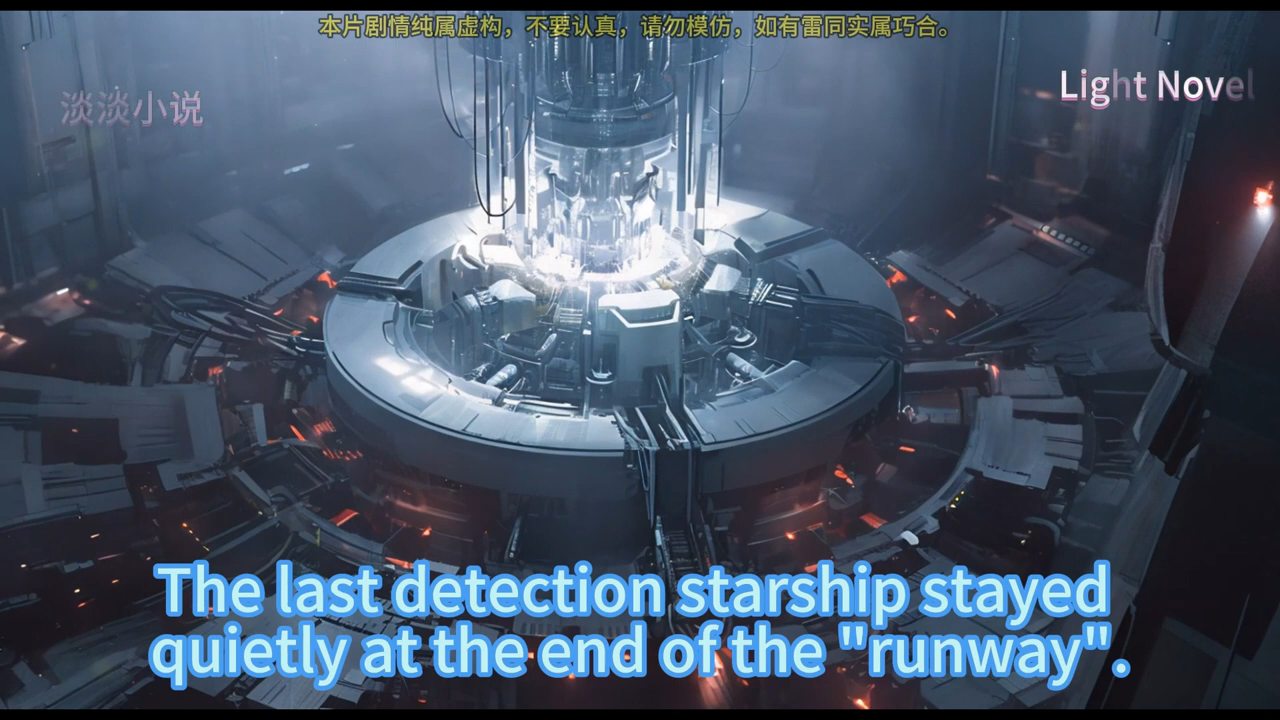 本片剧情纯属虚构，不要认真，请勿模仿，如有雷同实属巧合。
淡淡小说
Light Novel
The last detection starship stayed
quietly at the end of the "runway".